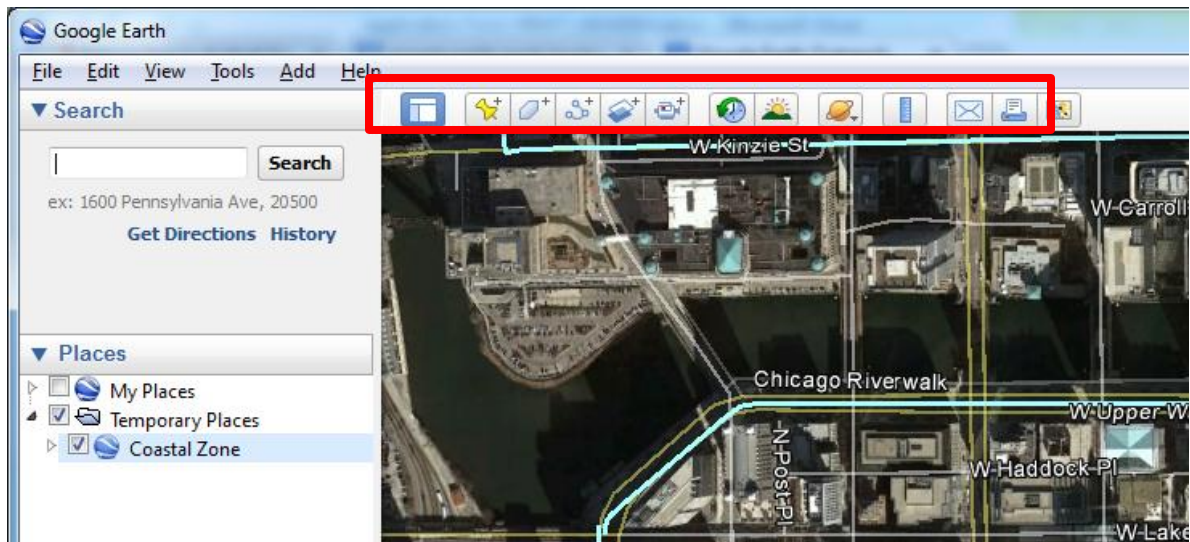 Google Earth
File Edit View Tools Add Help
▼ Search
Search
ex: 1600 Pennsylvania Ave, 20500
Get Directions History
▼ Places
My Places
Temporary Places
Coastal Zone
W Kinzie St
W Carroll
Chicago Riverwalk
W Upper W
N Post Pl
W Haddock Pl
W Lake